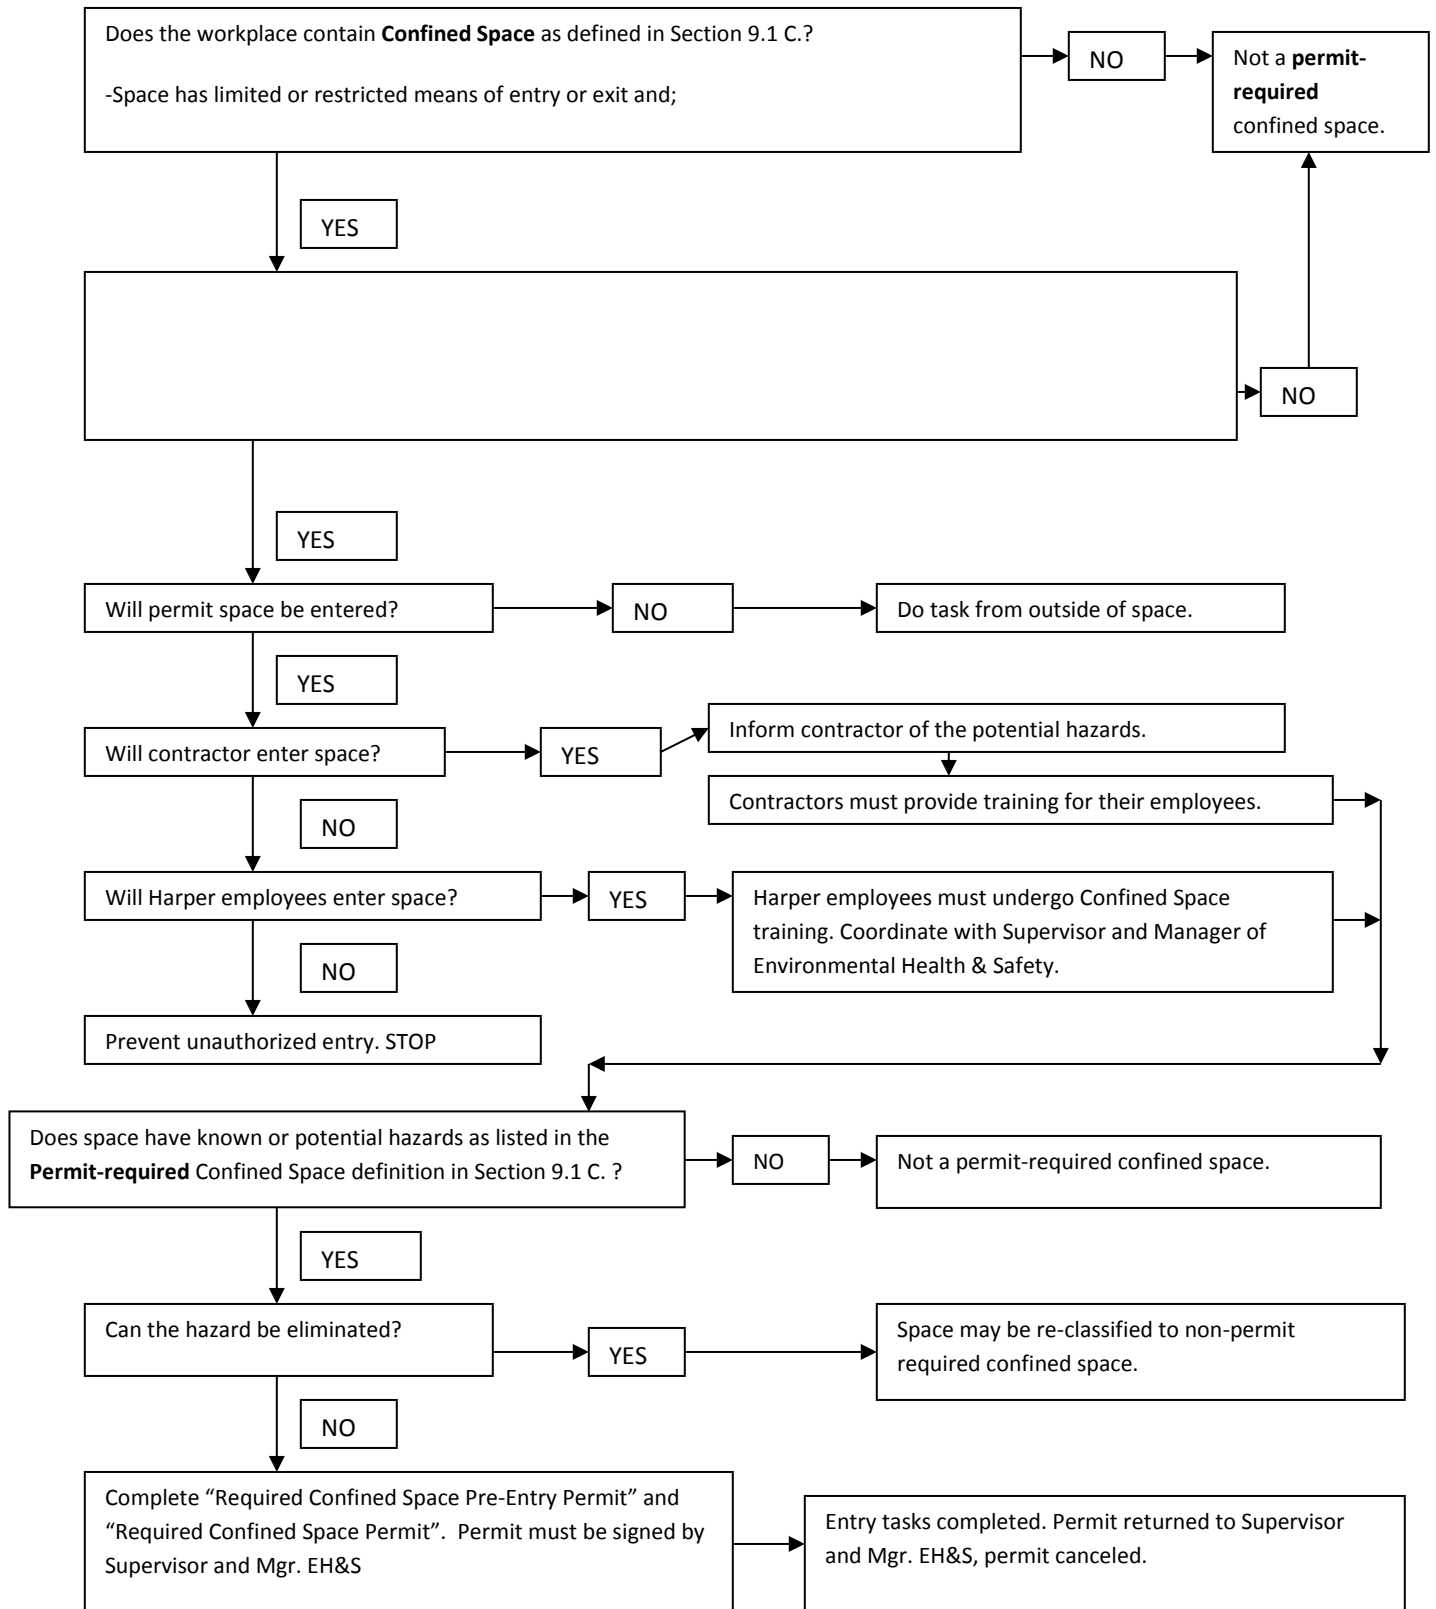 Does the workplace contain Confined Space as defined in Section 9.1 C.?
-Space has limited or restricted means of entry or exit and;
NO
Not a permit-
required
confined space.
YES
NO
YES
Will permit space be entered?
NO
Do task from outside of space.
YES
Will contractor enter space?
YES
Inform contractor of the potential hazards.
Contractors must provide training for their employees.
NO
Will Harper employees enter space?
YES
Harper employees must undergo Confined Space
training. Coordinate with Supervisor and Manager of
Environmental Health & Safety.
NO
Prevent unauthorized entry. STOP
Does space have known or potential hazards as listed in the
Permit-required Confined Space definition in Section 9.1 C. ?
NO
Not a permit-required confined space.
YES
Can the hazard be eliminated?
YES
Space may be re-classified to non-permit
required confined space.
NO
Complete “Required Confined Space Pre-Entry Permit” and
“Required Confined Space Permit”.  Permit must be signed by
Supervisor and Mgr. EH&S
Entry tasks completed. Permit returned to Supervisor
and Mgr. EH&S, permit canceled.